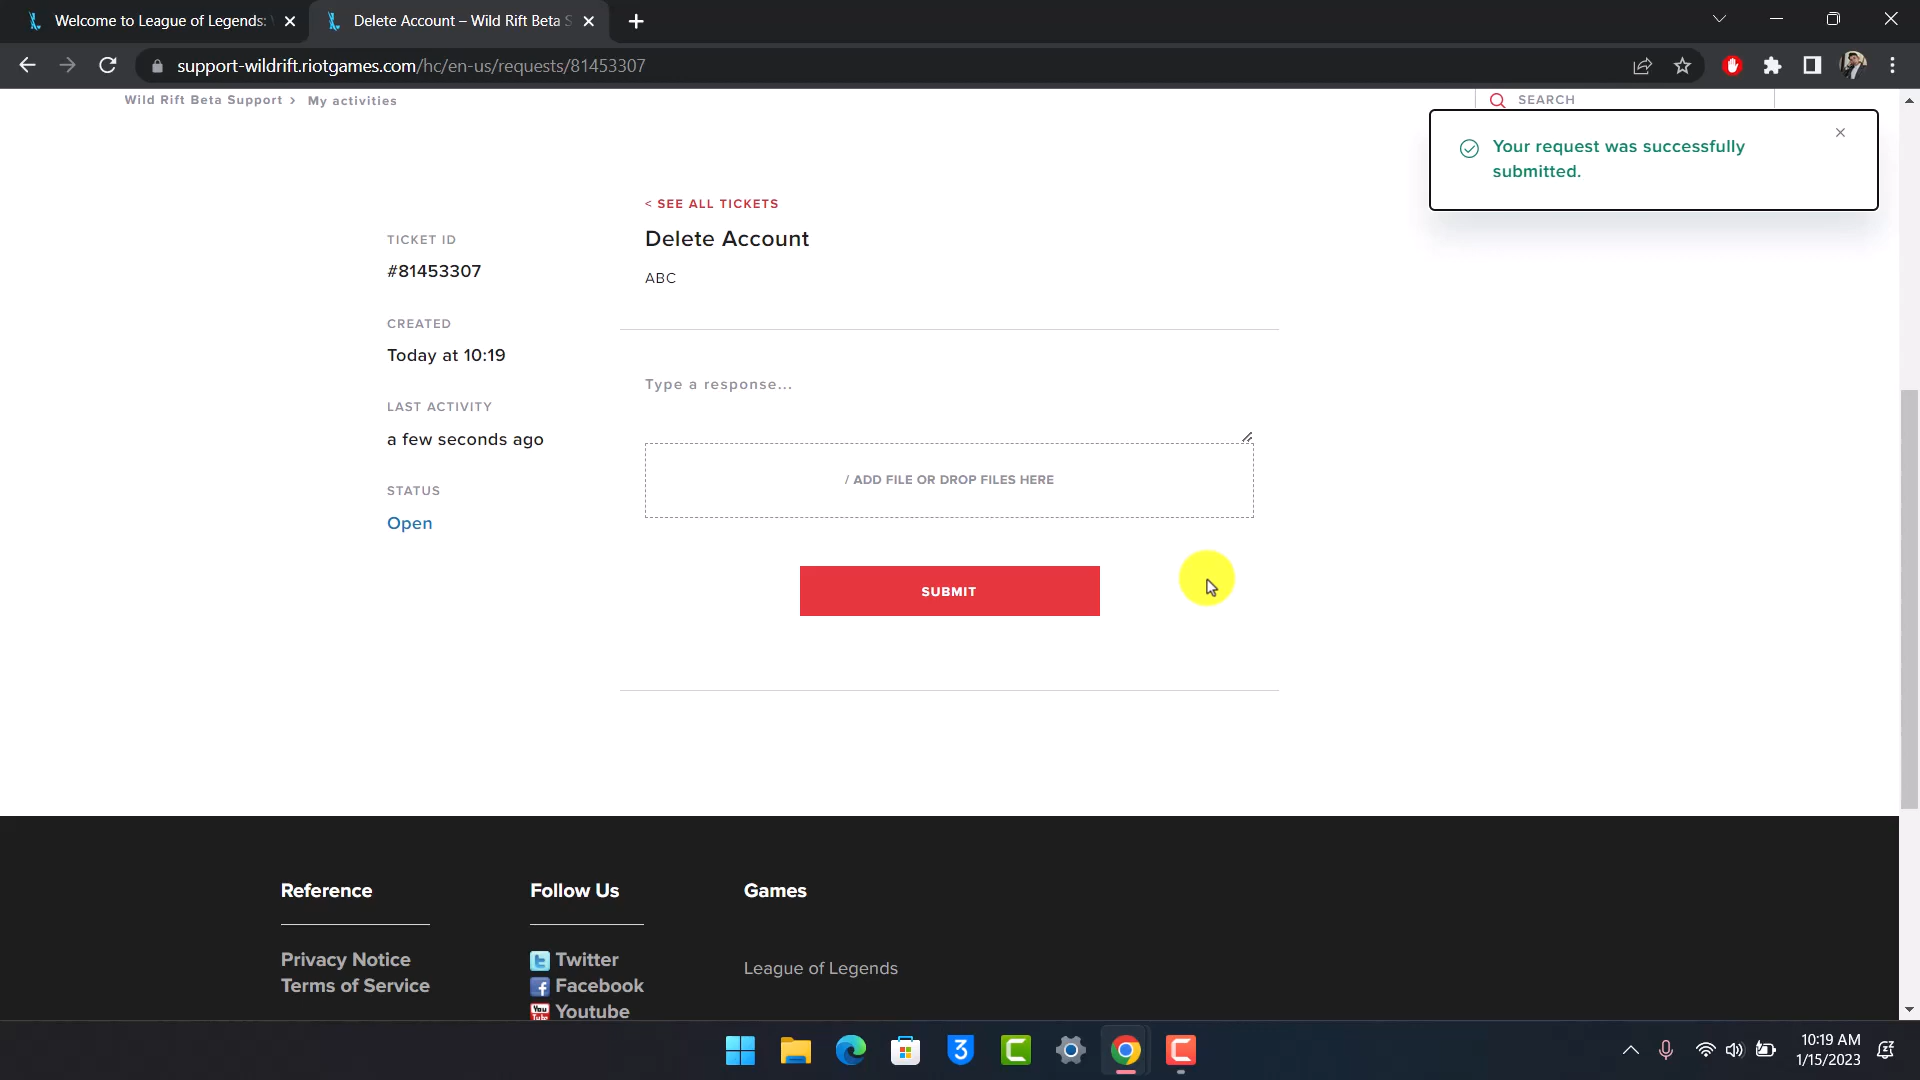 Welcome to League of Legends:
Delete Account – Wild Rift Beta S
support-wildrift.riotgames.com/hc/en-us/requests/81453307
Wild Rift Beta Support > My activities
SEARCH
Your request was successfully
submitted.
< SEE ALL TICKETS
Delete Account
ABC
TICKET ID
#81453307
CREATED
Today at 10:19
LAST ACTIVITY
a few seconds ago
STATUS
Open
Type a response...
/ ADD FILE OR DROP FILES HERE
SUBMIT
Reference
Privacy Notice
Terms of Service
Follow Us
Twitter
Facebook
You
Tube
Youtube
Games
League of Legends
10:19 AM
1/15/2023